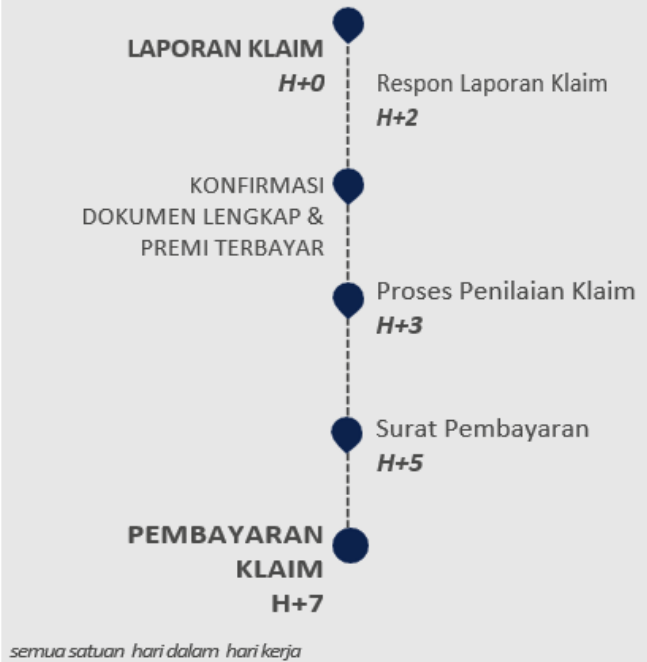 LAPORAN KLAIM
H+0
Respon Laporan Klaim
H+2
KONFIRMASI
DOKUMEN LENGKAP &
PREMI TERBAYAR
Proses Penilaian Klaim
H+3
Surat Pembayaran
H+5
PEMBAYARAN
KLAIM
H+7
semua satuan hari dalam hari kerja